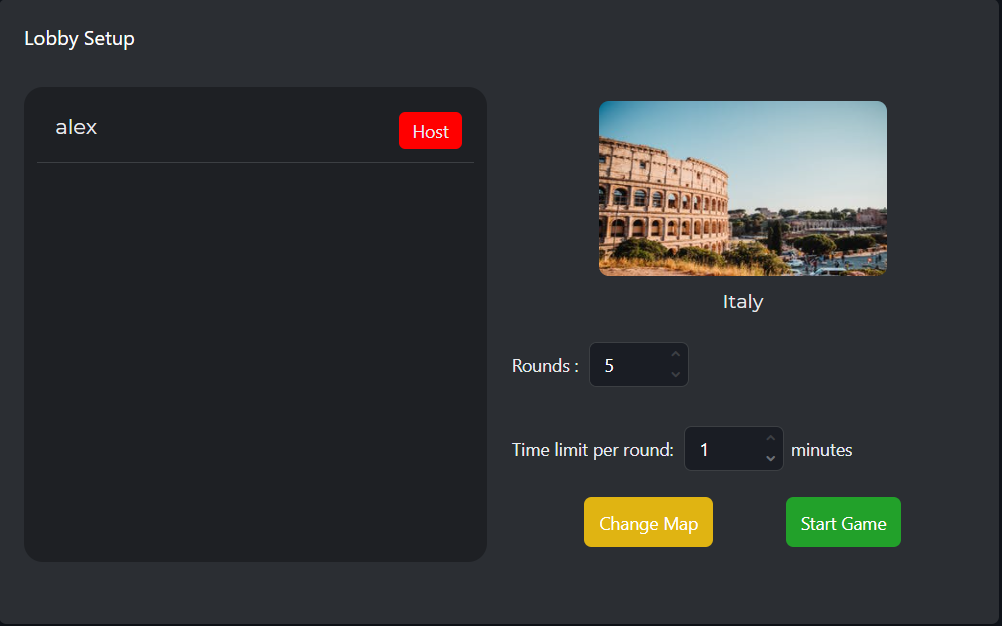 Lobby Setup
alex
Host
Italy
Rounds :
5
Time limit per round:
1
minutes
Change Map
Start Game